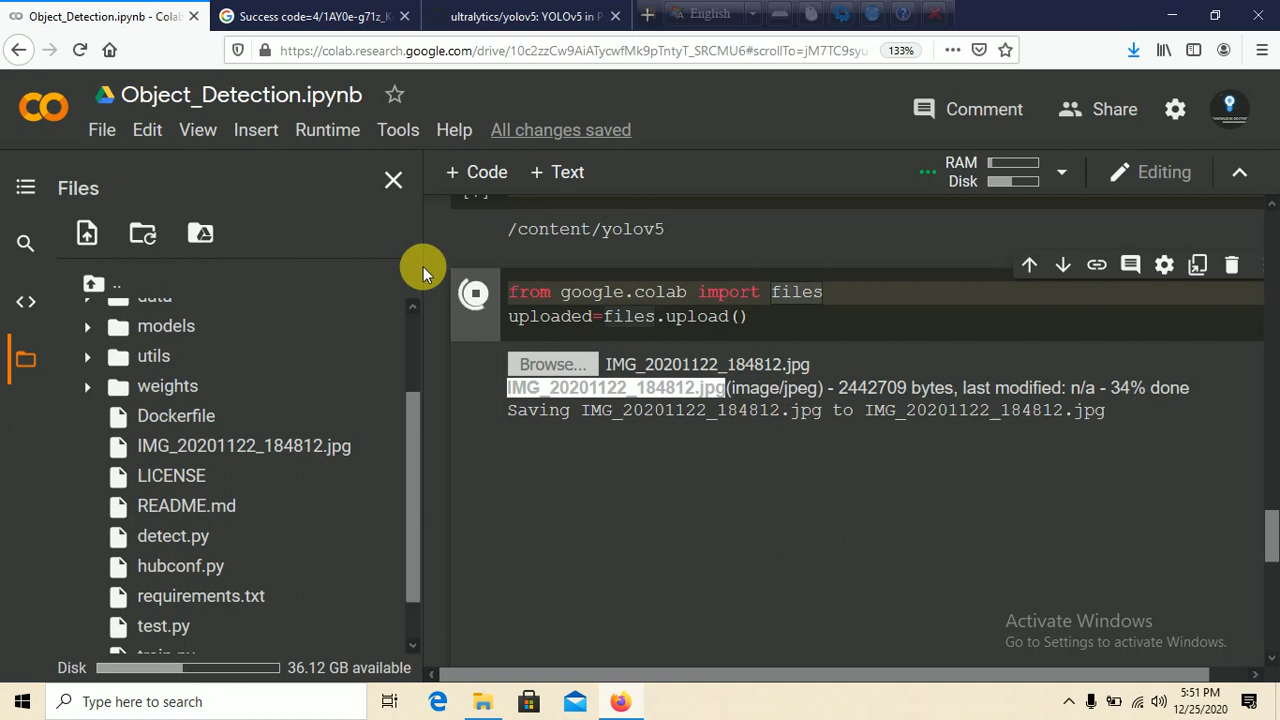 Object_Detection.ipynb - Colab
Success code=4/1AY0e-g71z_K
ultralytics/yolov5: YOLOv5 in P
English
https://colab.research.google.com/drive/10c2zzCw9AiATycwfMk9pTntyT_SRCMU6#scrollTo=jM7TC9syu
133%
Object_Detection.ipynb
Comment
Share
File Edit View Insert Runtime Tools Help All changes saved
Files
+ Code + Text
RAM
Disk
Editing
/content/yolov5
from google.colab import files
uploaded=files.upload()
Browse... IMG_20201122_184812.jpg
IMG_20201122_184812.jpg(image/jpeg) - 2442709 bytes, last modified: n/a - 34% done
Saving IMG_20201122_184812.jpg to IMG_20201122_184812.jpg
..
data
models
utils
weights
Dockerfile
IMG_20201122_184812.jpg
LICENSE
README.md
detect.py
hubconf.py
requirements.txt
test.py
train.py
Disk 36.12 GB available
Activate Windows
Go to Settings to activate Windows.
Type here to search
5:51 PM
12/25/2020